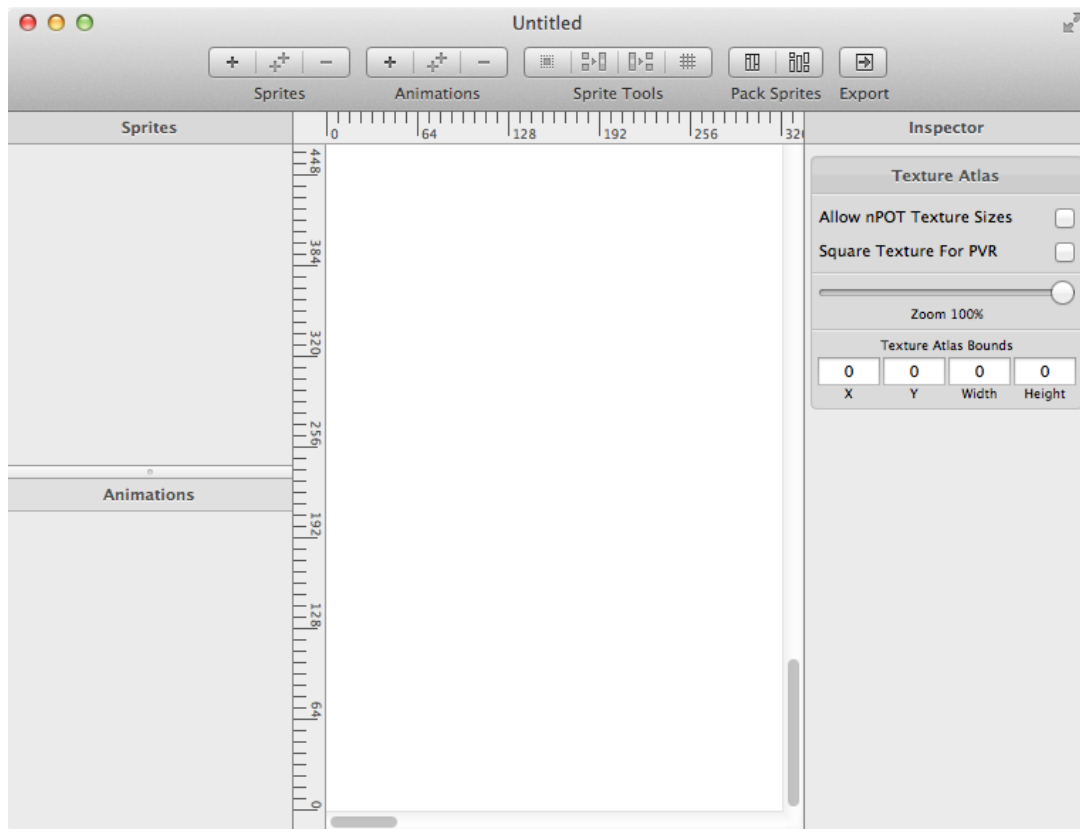 Untitled
Sprites Animations Sprite Tools Pack Sprites Export
Sprites
0 64 128 192 256 320
Inspector
448
384
320
256
192
128
64
0
Animations
Texture Atlas
Allow nPOT Texture Sizes
Square Texture For PVR
Zoom 100%
Texture Atlas Bounds
0 0 0 0
X Y Width Height